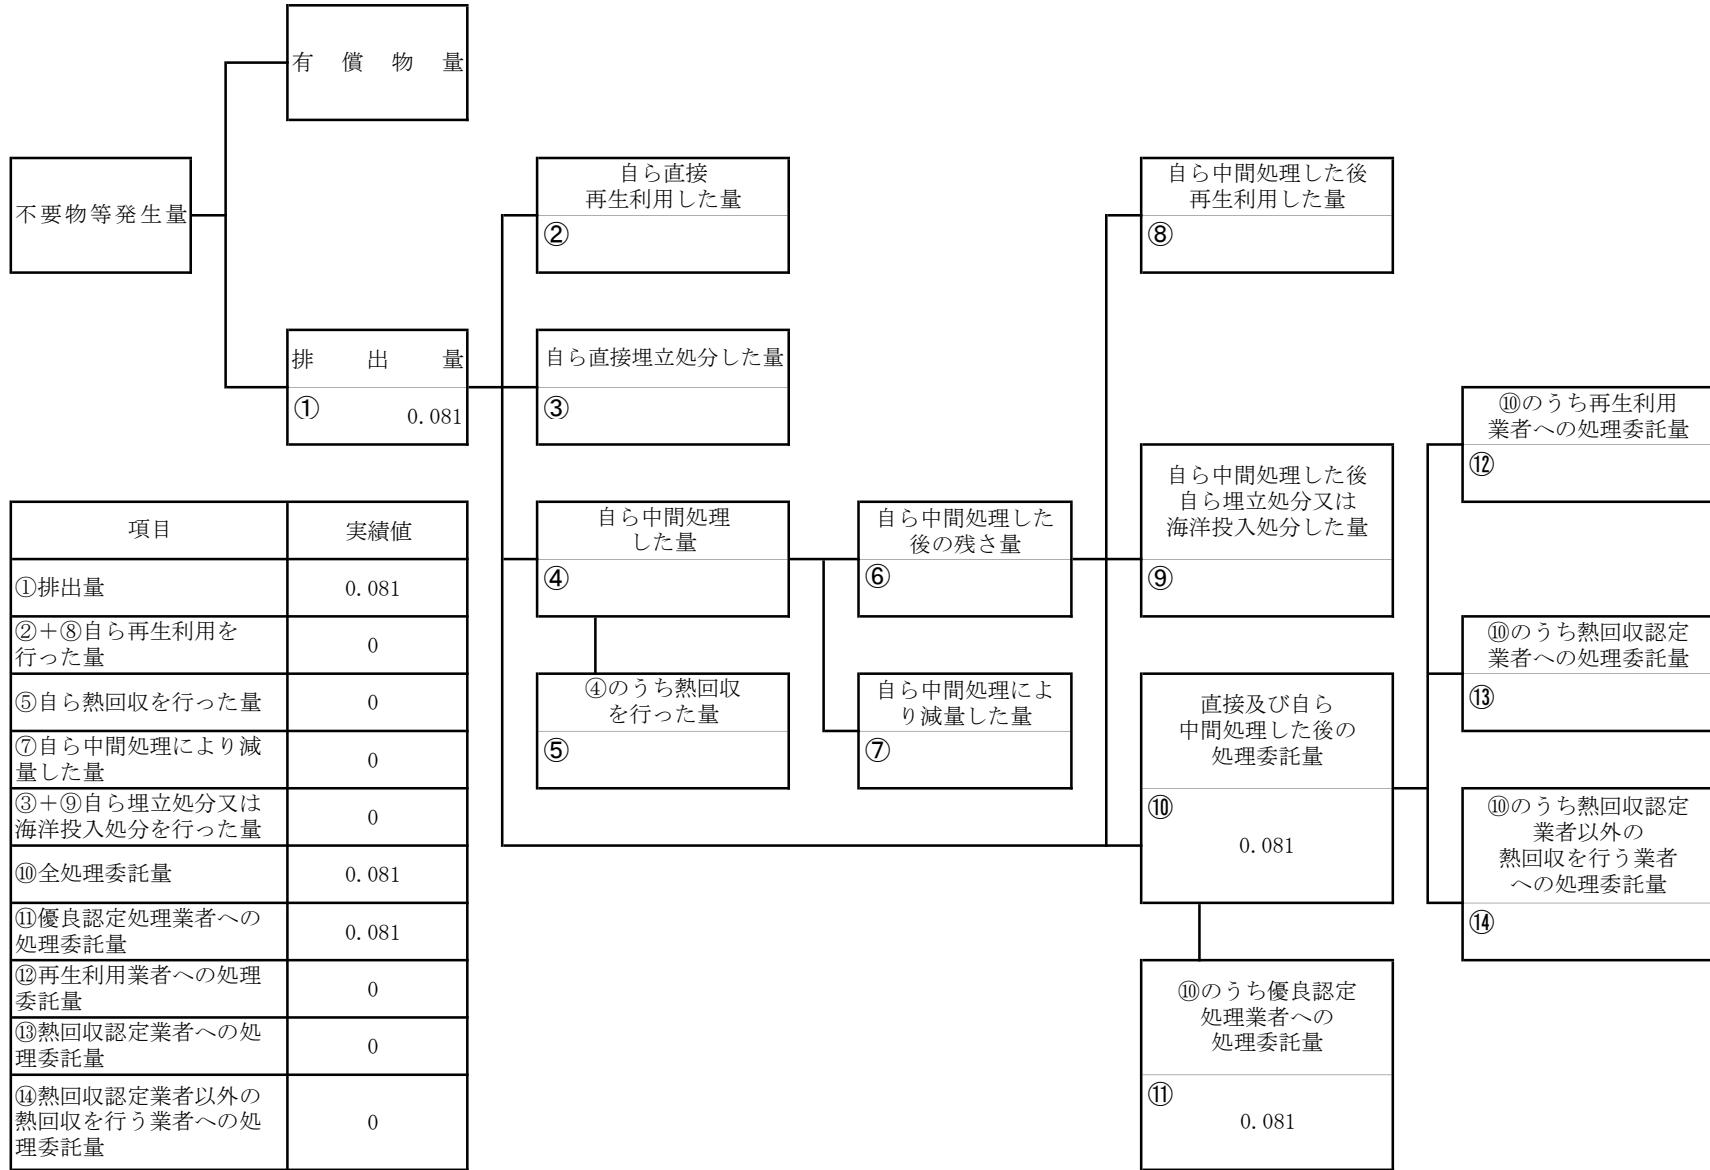 有償物量
不要物等発生量
排出量
①
0.081
自ら直接
再生利用した量
②
自ら直接埋立処分した量
③
自ら中間処理
した量
④
④のうち熱回収
を行った量
⑤
自ら中間処理した
後の残さ量
⑥
自ら中間処理によ
り減量した量
⑦
自ら中間処理した後
再生利用した量
⑧
自ら中間処理した後
自ら埋立処分又は
海洋投入処分した量
⑨
直接及び自ら
中間処理した後の
処理委託量
⑩
0.081
⑩のうち優良認定
処理業者への
処理委託量
⑪
0.081
⑩のうち再生利用
業者への処理委託量
⑫
⑩のうち熱回収認定
業者への処理委託量
⑬
⑩のうち熱回収認定
業者以外の
熱回収を行う業者
への処理委託量
⑭
項目 実績値
①排出量 0.081
②＋⑧自ら再生利用を
行った量 0
⑤自ら熱回収を行った量 0
⑦自ら中間処理により減
量した量 0
③＋⑨自ら埋立処分又は
海洋投入処分を行った量 0
⑩全処理委託量 0.081
⑪優良認定処理業者への
処理委託量 0.081
⑫再生利用業者への処理
委託量 0
⑬熱回収認定業者への処
理委託量 0
⑭熱回収認定業者以外の
熱回収を行う業者への処
理委託量 0